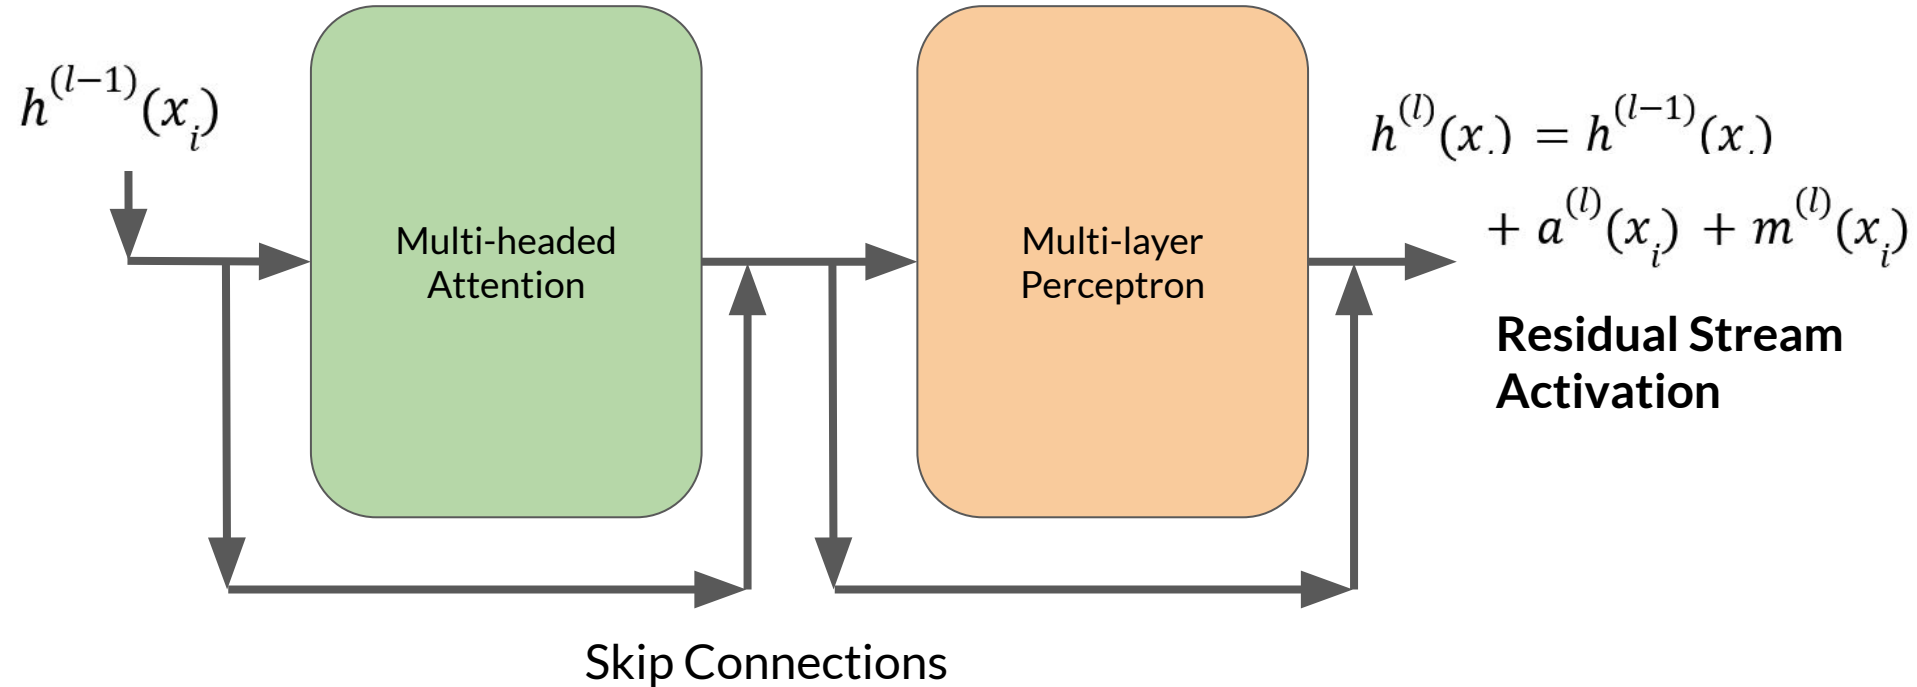 h^(l−1)(x_i)
Multi-headed
Attention
Multi-layer
Perceptron
h^(l)(x_i) = h^(l−1)(x_i)
+ a^(l)(x_i) + m^(l)(x_i)
Residual Stream
Activation
Skip Connections